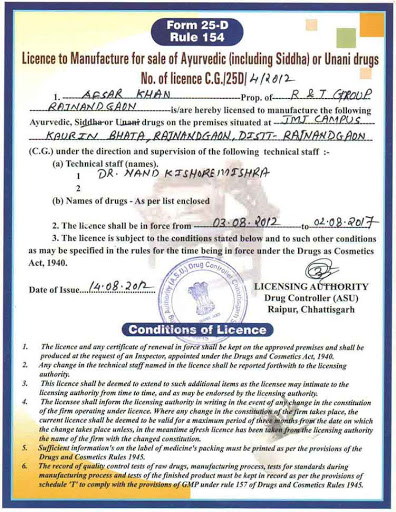 Form 25-D
Rule 154
Licence to Manufacture for sale of Ayurvedic (including Siddha) or Unani drugs
No. of licence C.G./25D/ 4/2012
1. AFSAR KHAN Prop. of R & T GROUP
RAJNANDGAON is/are hereby licensed to manufacture the following
Ayurvedic, Siddha or Unani drugs on the premises situated at JMJ CAMPUS
KAURIN BHATA, RAJNANDGAON, DISTT- RAJNANDGAON
(C.G.) under the direction and supervision of the following technical staff :-
(a) Technical staff (names).
1 DR. NAND KISHORE MISHRA
2
(b) Names of drugs - As per list enclosed
2. The licence shall be in force from 03-08-2012 to 02-08-2017
3. The licence is subject to the conditions stated below and to such other conditions
as may be specified in the rules for the time being in force under the Drugs as Cosmetics
Act, 1940.
Date of Issue 14-08-2012
LICENSING AUTHORITY
Drug Controller (ASU)
Raipur, Chhattisgarh
Conditions of Licence
1. The licence and any certificate of renewal in force shall be kept on the approved premises and shall be
produced at the request of an Inspector, appointed under the Drugs and Cosmetics Act, 1940.
2. Any change in the technical staff named in the licence shall be reported forthwith to the licensing
authority.
3. This licence shall be deemed to extend to such additional items as the licensee may intimate to the
licensing authority from time to time, and as may be endorsed by the licensing authority.
4. The licensee shall inform the licensing authority in writing in the event of any change in the constitution
of the firm operating under licence. Where any change in the constitution of the firm takes place, the
current licence shall be deemed to be valid for a maximum period of three months from the date on which
the change takes place unless, in the meantime afresh licence has been taken from the licensing authority
the name of the firm with the changed constitution.
5. Sufficient information's on the label of medicine's packing must be printed as per the provisions of the
Drugs and Cosmetics Rules 1945.
6. The record of quality control tests of raw drugs, manufacturing process, tests for standards during
manufacturing process and tests of the finished product must be kept in record as per the provisions of
schedule 'T' to comply with the provisions of GMP under rule 157 of Drugs and Cosmetics Rules 1945.